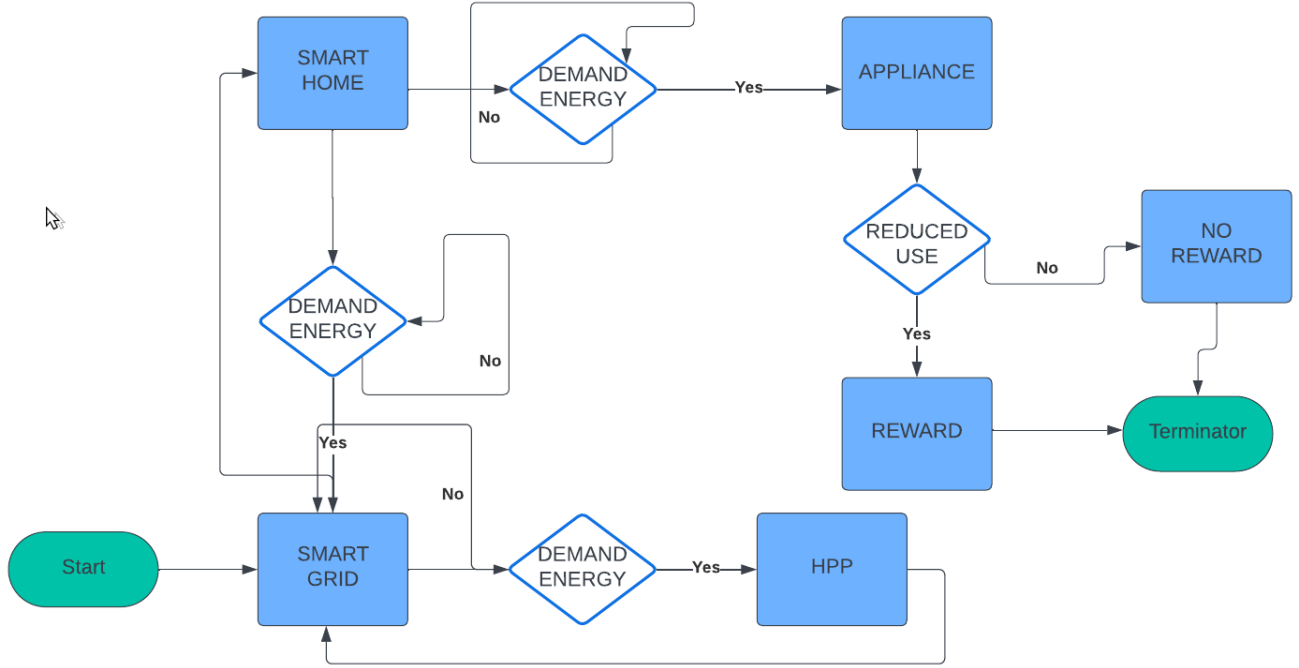 SMART
HOME
DEMAND
ENERGY
Yes
APPLIANCE
No
REDUCED
USE
NO
REWARD
No
DEMAND
ENERGY
No
Yes
REWARD
Terminator
Yes
No
Start
SMART
GRID
DEMAND
ENERGY
Yes
HPP